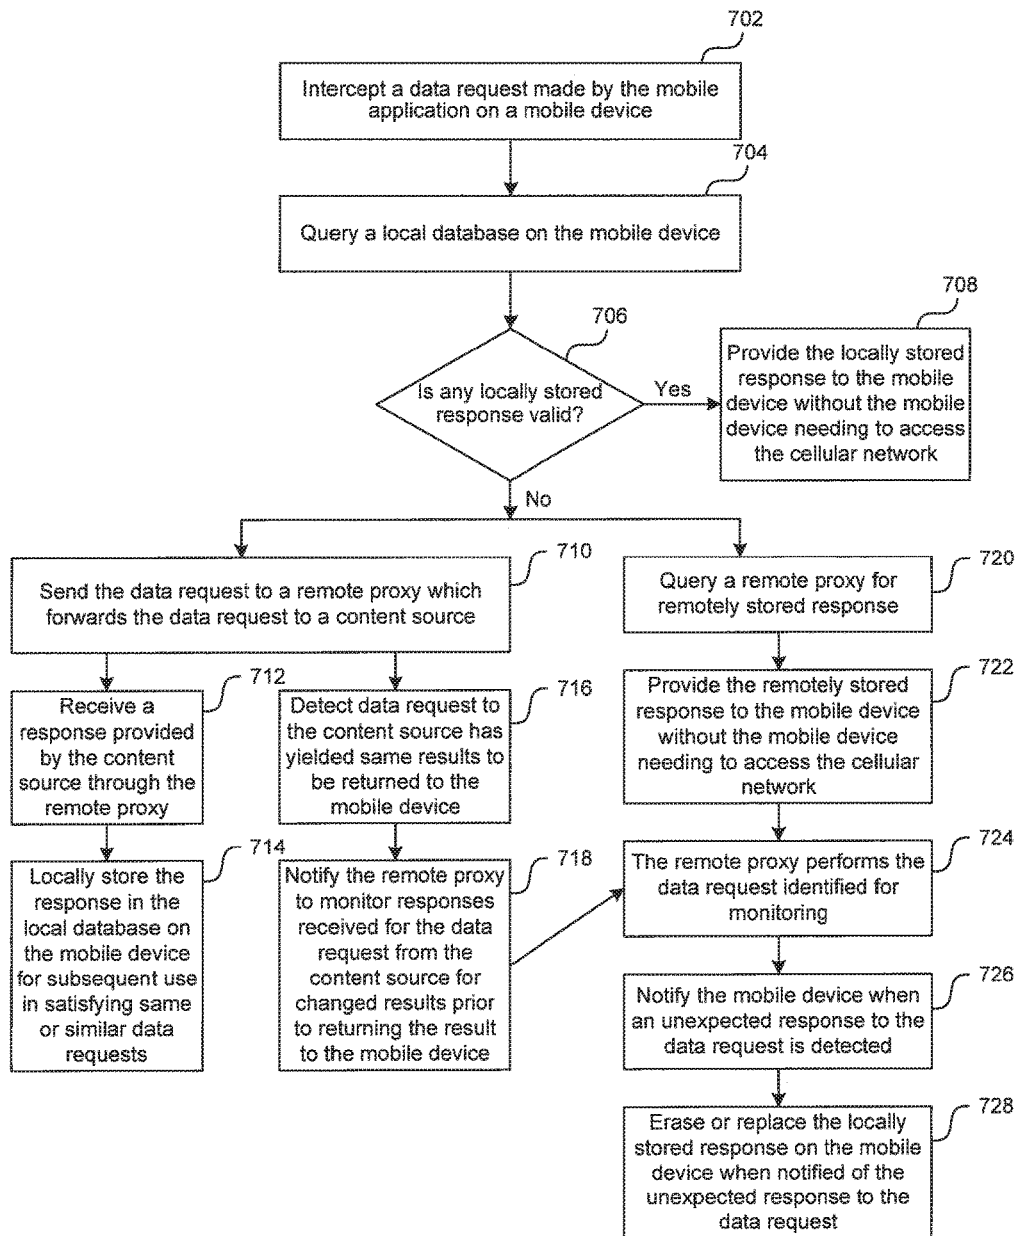 702
Intercept a data request made by the mobile
application on a mobile device
704
Query a local database on the mobile device
706
Is any locally stored
response valid?
Yes
708
Provide the locally stored
response to the mobile
device without the mobile
device needing to access
the cellular network
No
710
Send the data request to a remote proxy which
forwards the data request to a content source
712
Receive a
response provided
by the content
source through the
remote proxy
714
Locally store the
response in the
local database on
the mobile device
for subsequent use
in satisfying same
or similar data
requests
716
Detect data request to
the content source has
yielded same results to
be returned to the
mobile device
718
Notify the remote proxy
to monitor responses
received for the data
request from the
content source for
changed results prior
to returning the result
to the mobile device
720
Query a remote proxy for
remotely stored response
722
Provide the remotely stored
response to the mobile device
without the mobile device
needing to access the cellular
network
724
The remote proxy performs the
data request identified for
monitoring
726
Notify the mobile device when
an unexpected response to the
data request is detected
728
Erase or replace the locally
stored response on the mobile
device when notified of the
unexpected response to the
data request